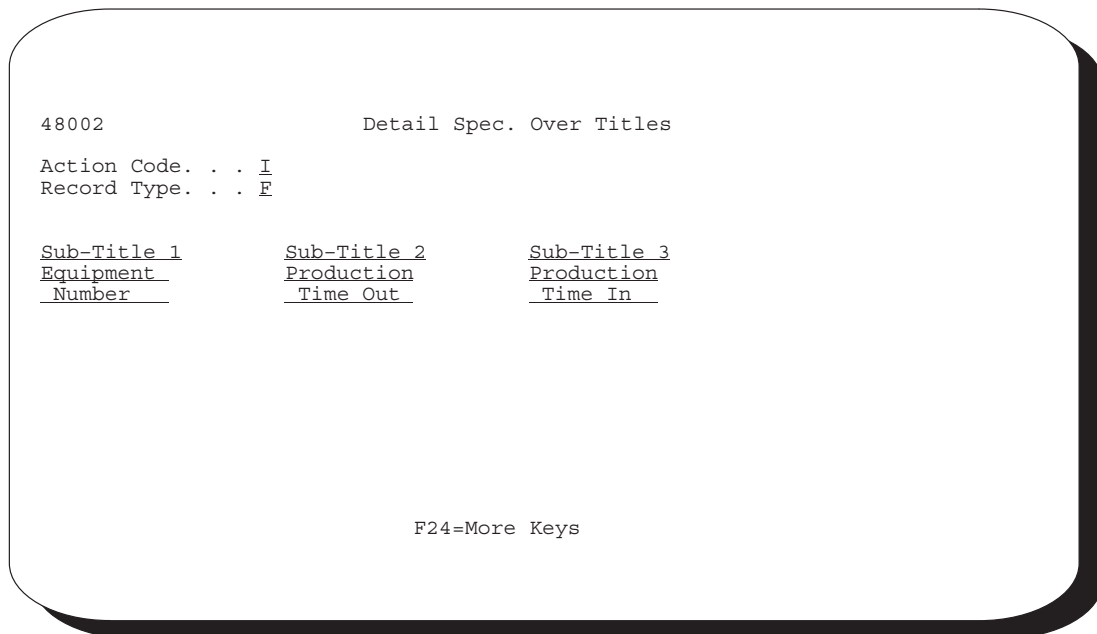 48002 Detail Spec. Over Titles
Action Code. . . I
Record Type. . . F
Sub-Title 1 Sub-Title 2 Sub-Title 3
Equipment Production Production
Number Time Out Time In
F24=More Keys